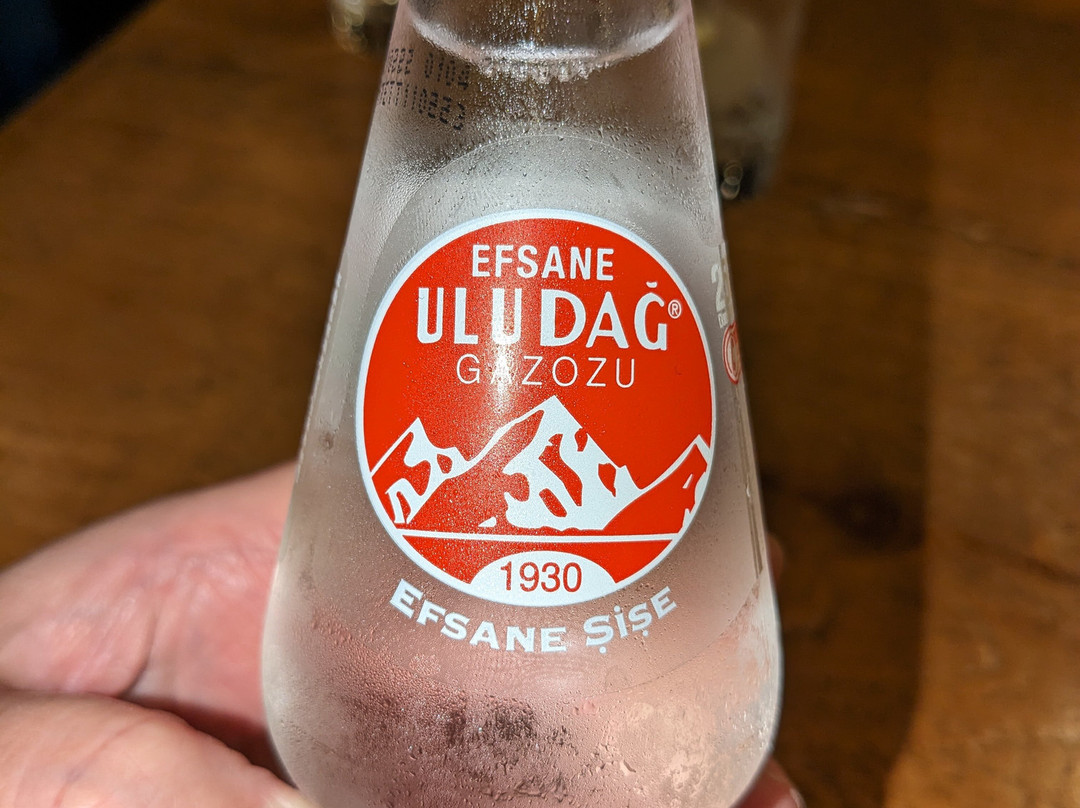 EFSANE
ULUDAĞ®
GAZOZU
1930
EFSANE ŞİŞE